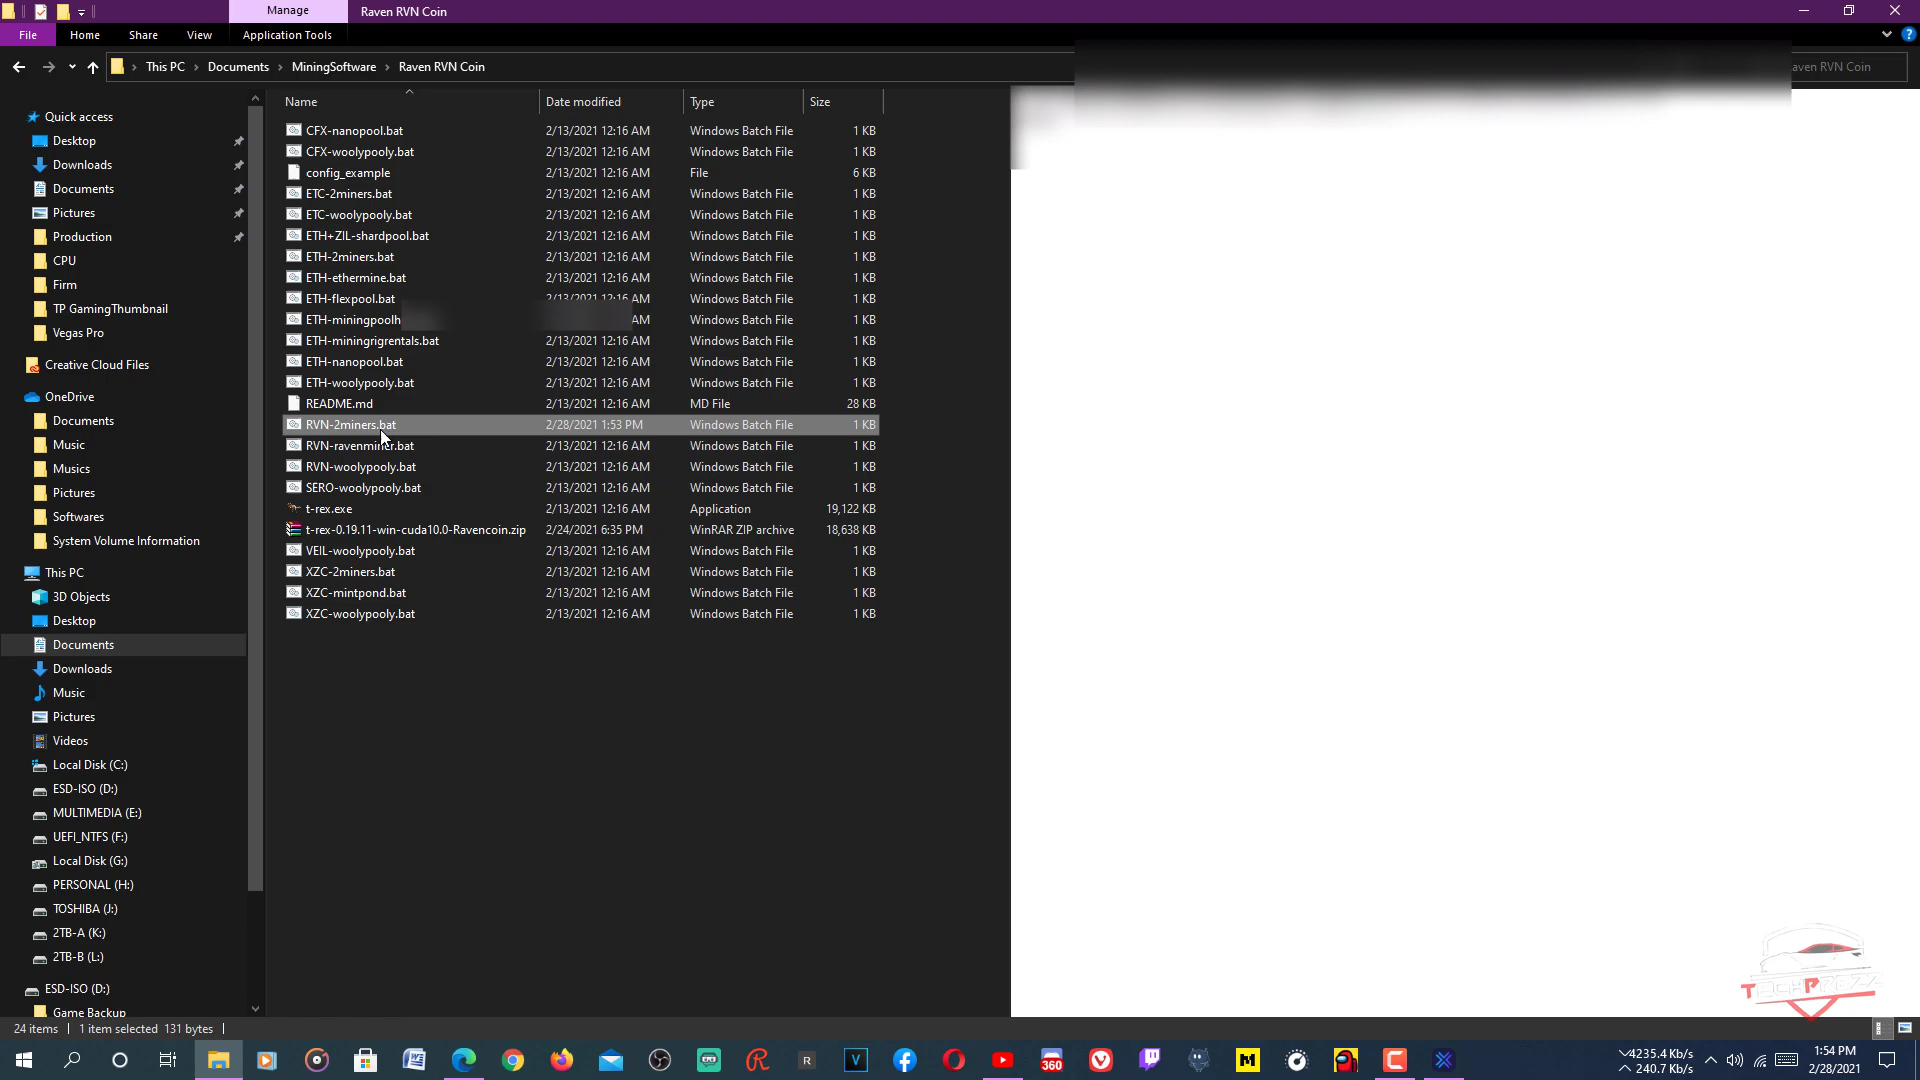 Manage
Raven RVN Coin
File
Home
Share
View
Application Tools
This PC
Documents
MiningSoftware
Raven RVN Coin
aven RVN Coin
Name
Date modified
Type
Size
Quick access
Desktop
Downloads
Documents
Pictures
Production
CPU
Firm
TP GamingThumbnail
Vegas Pro
Creative Cloud Files
OneDrive
Documents
Music
Musics
Pictures
Softwares
System Volume Information
This PC
3D Objects
Desktop
Documents
Downloads
Music
Pictures
Videos
Local Disk (C:)
ESD-ISO (D:)
MULTIMEDIA (E:)
UEFI_NTFS (F:)
Local Disk (G:)
PERSONAL (H:)
TOSHIBA (J:)
2TB-A (K:)
2TB-B (L:)
ESD-ISO (D:)
Game Backup
CFX-nanopool.bat 2/13/2021 12:16 AM Windows Batch File 1 KB
CFX-woolypooly.bat 2/13/2021 12:16 AM Windows Batch File 1 KB
config_example 2/13/2021 12:16 AM File 6 KB
ETC-2miners.bat 2/13/2021 12:16 AM Windows Batch File 1 KB
ETC-woolypooly.bat 2/13/2021 12:16 AM Windows Batch File 1 KB
ETH+ZIL-shardpool.bat 2/13/2021 12:16 AM Windows Batch File 1 KB
ETH-2miners.bat 2/13/2021 12:16 AM Windows Batch File 1 KB
ETH-ethermine.bat 2/13/2021 12:16 AM Windows Batch File 1 KB
ETH-flexpool.bat 2/13/2021 12:16 AM Windows Batch File 1 KB
ETH-miningpoolh AM Windows Batch File 1 KB
ETH-miningrigrentals.bat 2/13/2021 12:16 AM Windows Batch File 1 KB
ETH-nanopool.bat 2/13/2021 12:16 AM Windows Batch File 1 KB
ETH-woolypooly.bat 2/13/2021 12:16 AM Windows Batch File 1 KB
README.md 2/13/2021 12:16 AM MD File 28 KB
RVN-2miners.bat 2/28/2021 1:53 PM Windows Batch File 1 KB
RVN-ravenminer.bat 2/13/2021 12:16 AM Windows Batch File 1 KB
RVN-woolypooly.bat 2/13/2021 12:16 AM Windows Batch File 1 KB
SERO-woolypooly.bat 2/13/2021 12:16 AM Windows Batch File 1 KB
t-rex.exe 2/13/2021 12:16 AM Application 19,122 KB
t-rex-0.19.11-win-cuda10.0-Ravencoin.zip 2/24/2021 6:35 PM WinRAR ZIP archive 18,638 KB
VEIL-woolypooly.bat 2/13/2021 12:16 AM Windows Batch File 1 KB
XZC-2miners.bat 2/13/2021 12:16 AM Windows Batch File 1 KB
XZC-mintpond.bat 2/13/2021 12:16 AM Windows Batch File 1 KB
XZC-woolypooly.bat 2/13/2021 12:16 AM Windows Batch File 1 KB
TECHPREZZ
24 items 1 item selected 131 bytes
R
V
360
M
4235.4 Kb/s
240.7 Kb/s
1:54 PM
2/28/2021